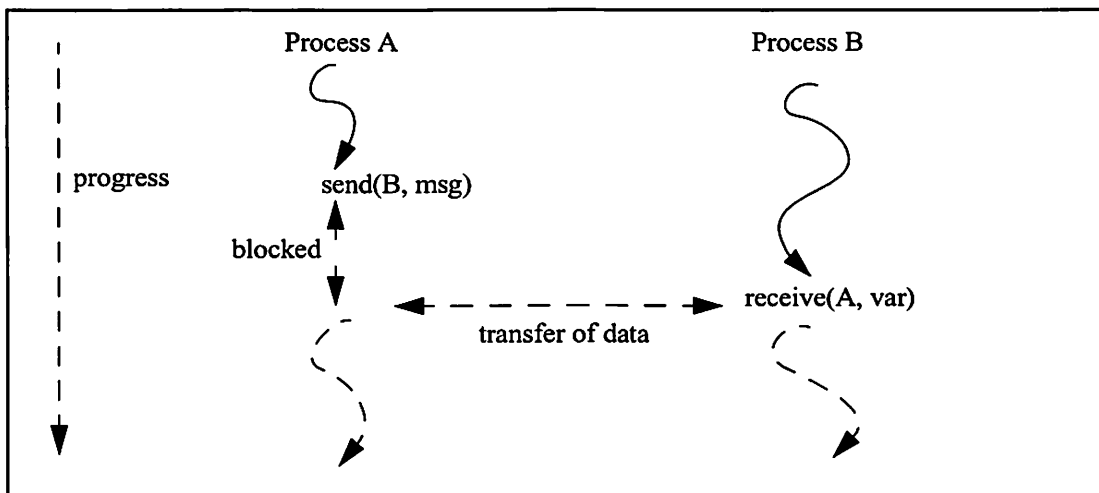 Process A
Process B
progress
send(B, msg)
blocked
receive(A, var)
transfer of data